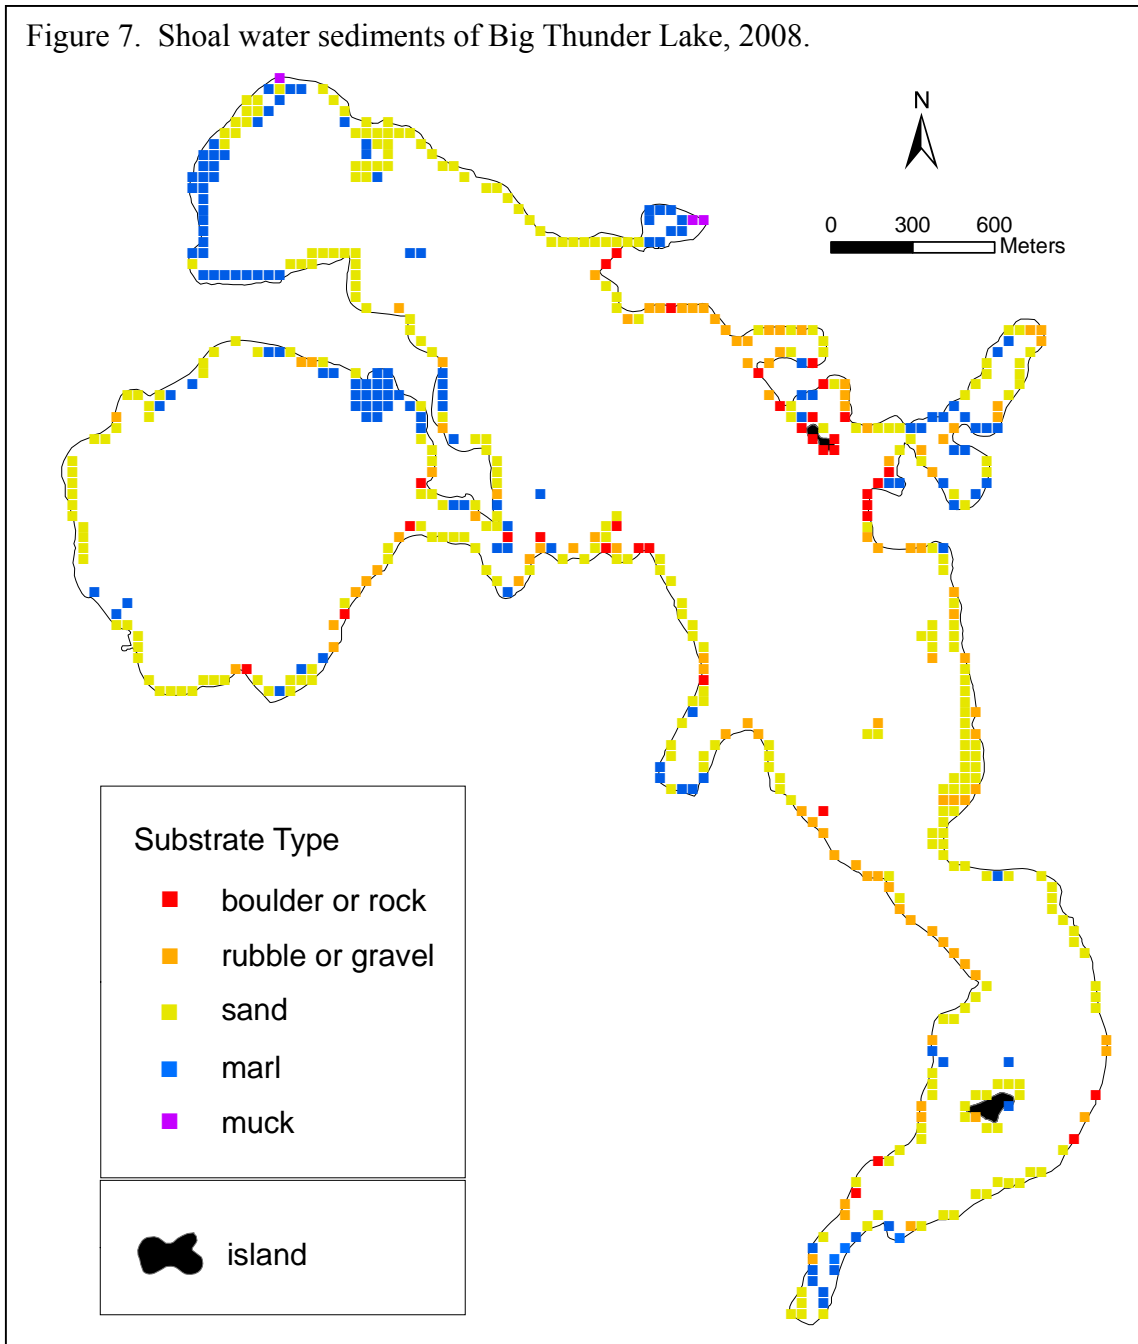 Figure 7.  Shoal water sediments of Big Thunder Lake, 2008.
N
0 300 600
Meters
Substrate Type
boulder or rock
rubble or gravel
sand
marl
muck
island